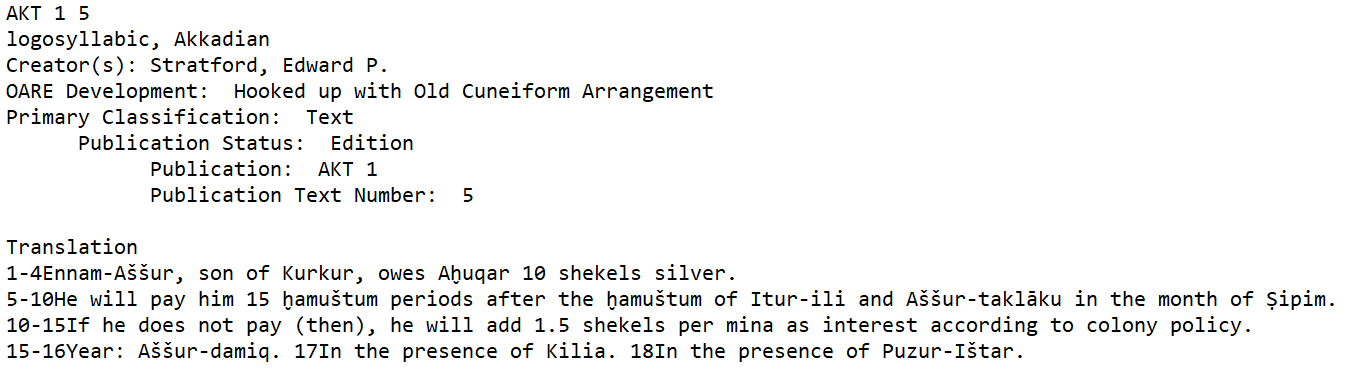 AKT 1 5
logosyllabic, Akkadian
Creator(s): Stratford, Edward P.
OARE Development:  Hooked up with Old Cuneiform Arrangement
Primary Classification:  Text
Publication Status:  Edition
Publication:  AKT 1
Publication Text Number:  5
Translation
1-4Ennam-Aššur, son of Kurkur, owes Aḫuqar 10 shekels silver.
5-10He will pay him 15 ḫamuštum periods after the ḫamuštum of Itur-ili and Aššur-taklāku in the month of Ṣipim.
10-15If he does not pay (then), he will add 1.5 shekels per mina as interest according to colony policy.
15-16Year: Aššur-damiq. 17In the presence of Kilia. 18In the presence of Puzur-Ištar.